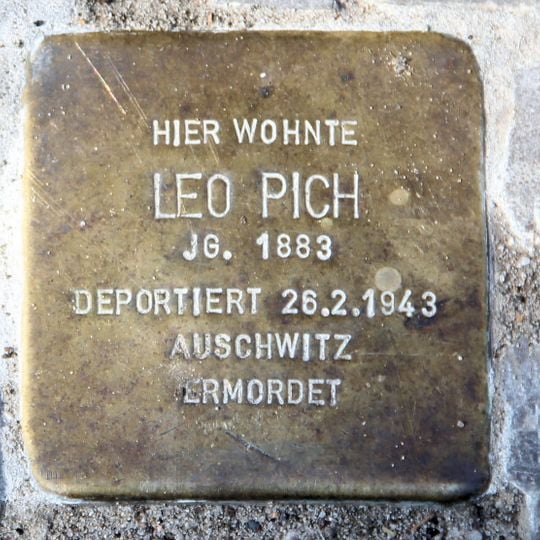 HIER WOHNTE
LEO PICH
JG. 1883
DEPORTIERT 26.2.1943
AUSCHWITZ
ERMORDET